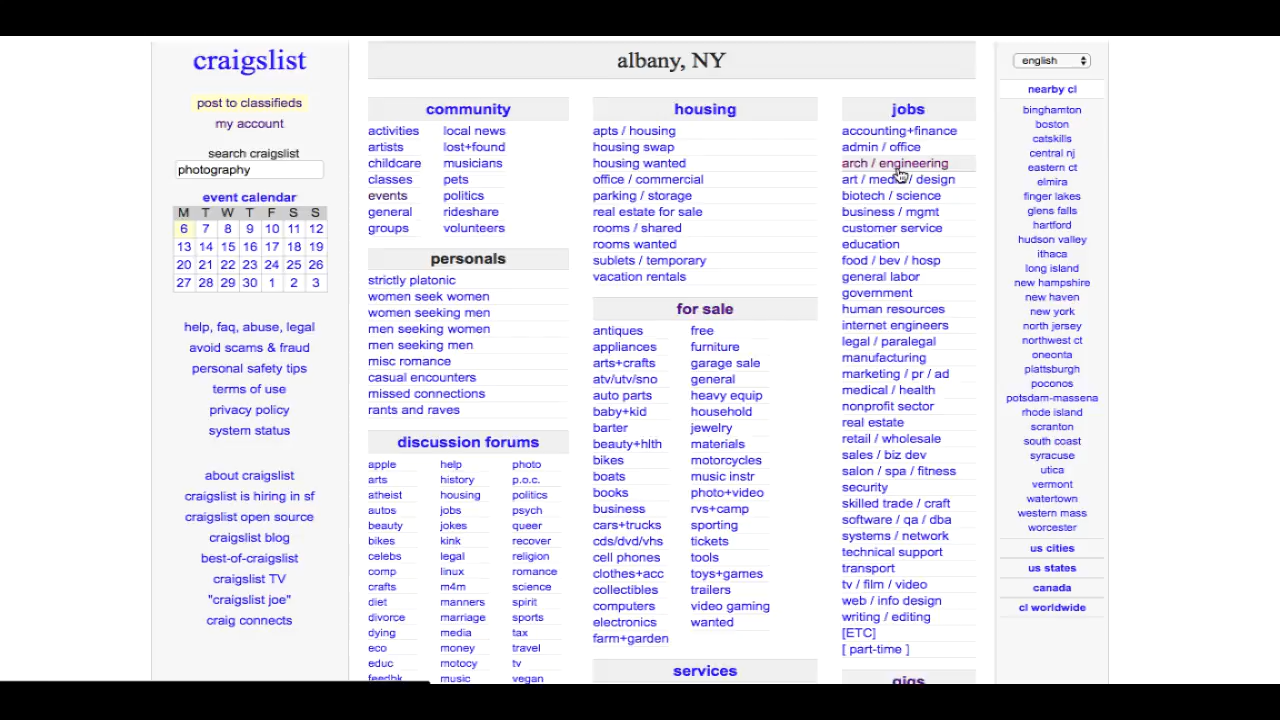 craigslist
post to classifieds
my account
search craigslist
photography
event calendar
M T W T F S S
6 7 8 9 10 11 12
13 14 15 16 17 18 19
20 21 22 23 24 25 26
27 28 29 30 1 2 3
help, faq, abuse, legal
avoid scams & fraud
personal safety tips
terms of use
privacy policy
system status
about craigslist
craigslist is hiring in sf
craigslist open source
craigslist blog
best-of-craigslist
craigslist TV
"craigslist joe"
craig connects
albany, NY
community
activities local news
artists lost+found
childcare musicians
classes pets
events politics
general rideshare
groups volunteers
personals
strictly platonic
women seek women
women seeking men
men seeking women
men seeking men
misc romance
casual encounters
missed connections
rants and raves
discussion forums
apple help photo
arts history p.o.c.
atheist housing politics
autos jobs psych
beauty jokes queer
bikes kink recover
celebs legal religion
comp linux romance
crafts m4m science
diet manners spirit
divorce marriage sports
dying media tax
eco money travel
educ motocy tv
feedbk music vegan
housing
apts / housing
housing swap
housing wanted
office / commercial
parking / storage
real estate for sale
rooms / shared
rooms wanted
sublets / temporary
vacation rentals
for sale
antiques free
appliances furniture
arts+crafts garage sale
atv/utv/sno general
auto parts heavy equip
baby+kid household
barter jewelry
beauty+hlth materials
bikes motorcycles
boats music instr
books photo+video
business rvs+camp
cars+trucks sporting
cds/dvd/vhs tickets
cell phones tools
clothes+acc toys+games
collectibles trailers
computers video gaming
electronics wanted
farm+garden
services
jobs
accounting+finance
admin / office
arch / engineering
art / media / design
biotech / science
business / mgmt
customer service
education
food / bev / hosp
general labor
government
human resources
internet engineers
legal / paralegal
manufacturing
marketing / pr / ad
medical / health
nonprofit sector
real estate
retail / wholesale
sales / biz dev
salon / spa / fitness
security
skilled trade / craft
software / qa / dba
systems / network
technical support
transport
tv / film / video
web / info design
writing / editing
[ETC]
[ part-time ]
gigs
english
nearby cl
binghamton
boston
catskills
central nj
eastern ct
elmira
finger lakes
glens falls
hartford
hudson valley
ithaca
long island
new hampshire
new haven
new york
north jersey
northwest ct
oneonta
plattsburgh
poconos
potsdam-massena
rhode island
scranton
south coast
syracuse
utica
vermont
watertown
western mass
worcester
us cities
us states
canada
cl worldwide